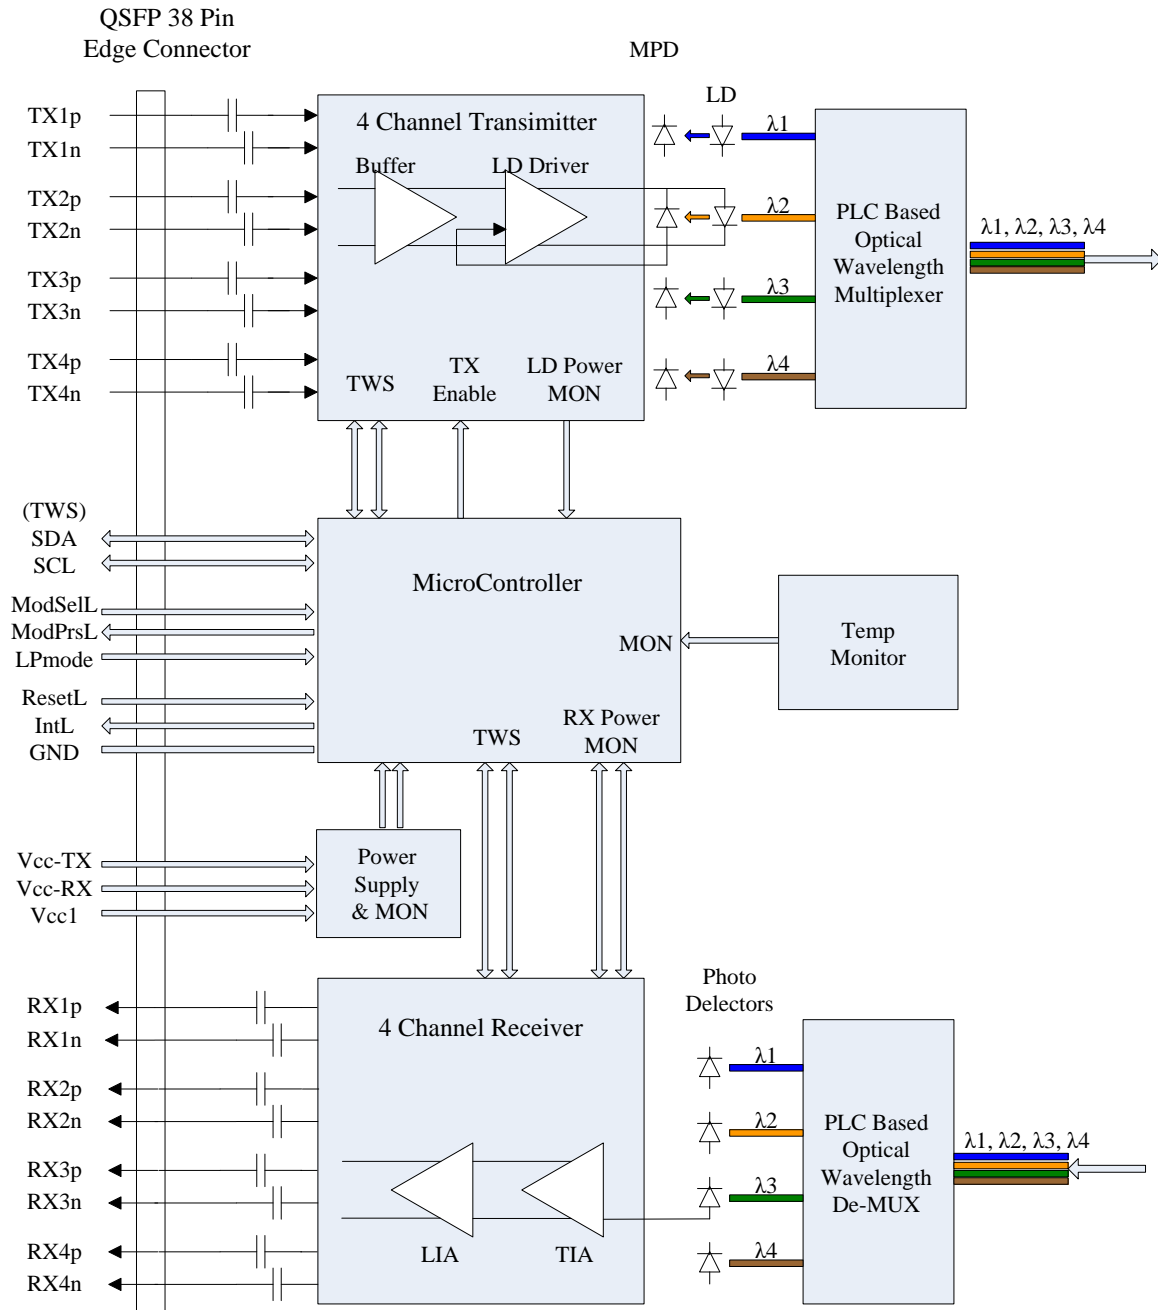 QSFP 38 Pin
Edge Connector
MPD
LD
TX1p
TX1n
TX2p
TX2n
TX3p
TX3n
TX4p
TX4n
4 Channel Transimitter
Buffer
LD Driver
TWS
TX
Enable
LD Power
MON
λ1
λ2
λ3
λ4
PLC Based
Optical
Wavelength
Multiplexer
λ1, λ2, λ3, λ4
(TWS)
SDA
SCL
ModSelL
ModPrsL
LPmode
ResetL
IntL
GND
MicroController
MON
TWS
RX Power
MON
Temp
Monitor
Vcc-TX
Vcc-RX
Vcc1
Power
Supply
& MON
RX1p
RX1n
RX2p
RX2n
RX3p
RX3n
RX4p
RX4n
4 Channel Receiver
LIA
TIA
Photo
Delectors
λ1
λ2
λ3
λ4
PLC Based
Optical
Wavelength
De-MUX
λ1, λ2, λ3, λ4